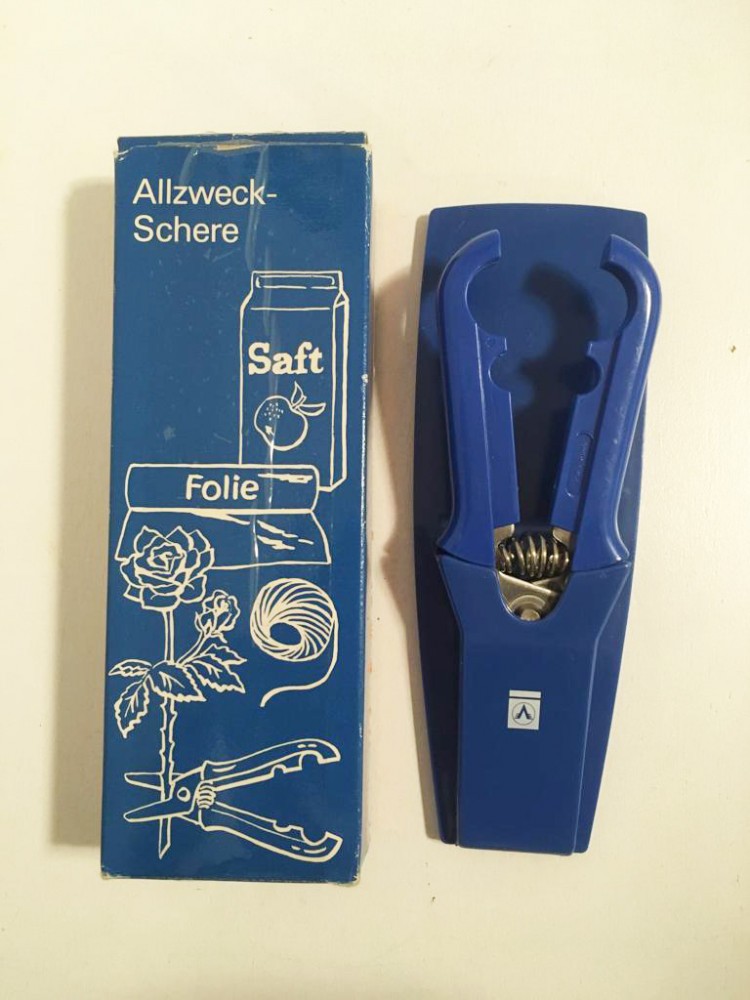 Allzweck-
Schere
Saft
Folie